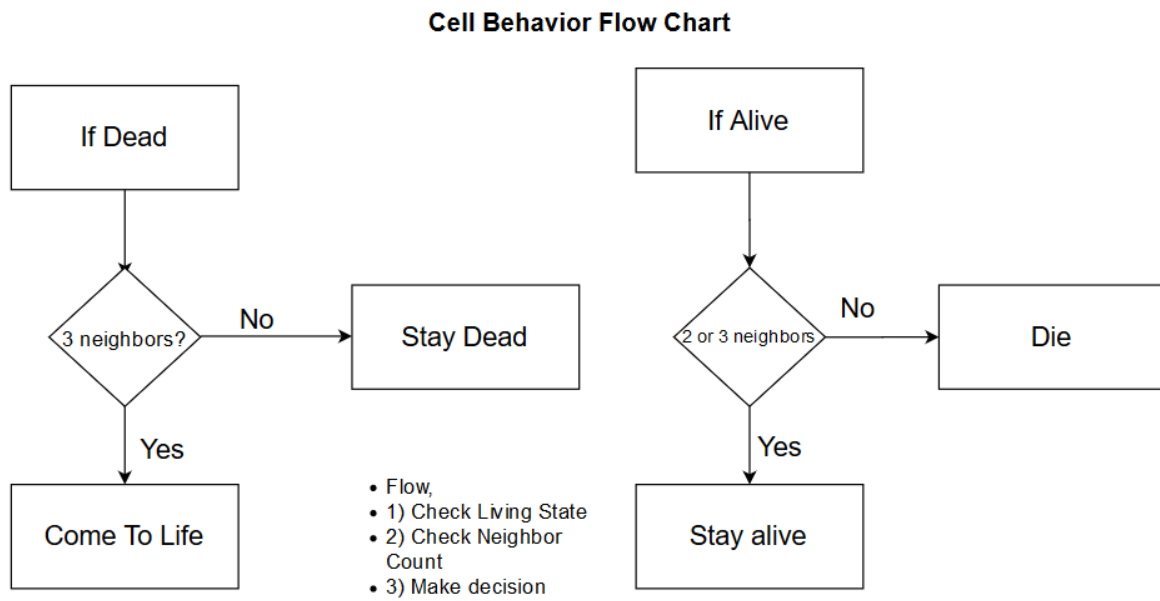 Cell Behavior Flow Chart
If Dead
3 neighbors?
No
Stay Dead
Yes
Come To Life
• Flow,
• 1) Check Living State
• 2) Check Neighbor
Count
• 3) Make decision
If Alive
2 or 3 neighbors
No
Die
Yes
Stay alive